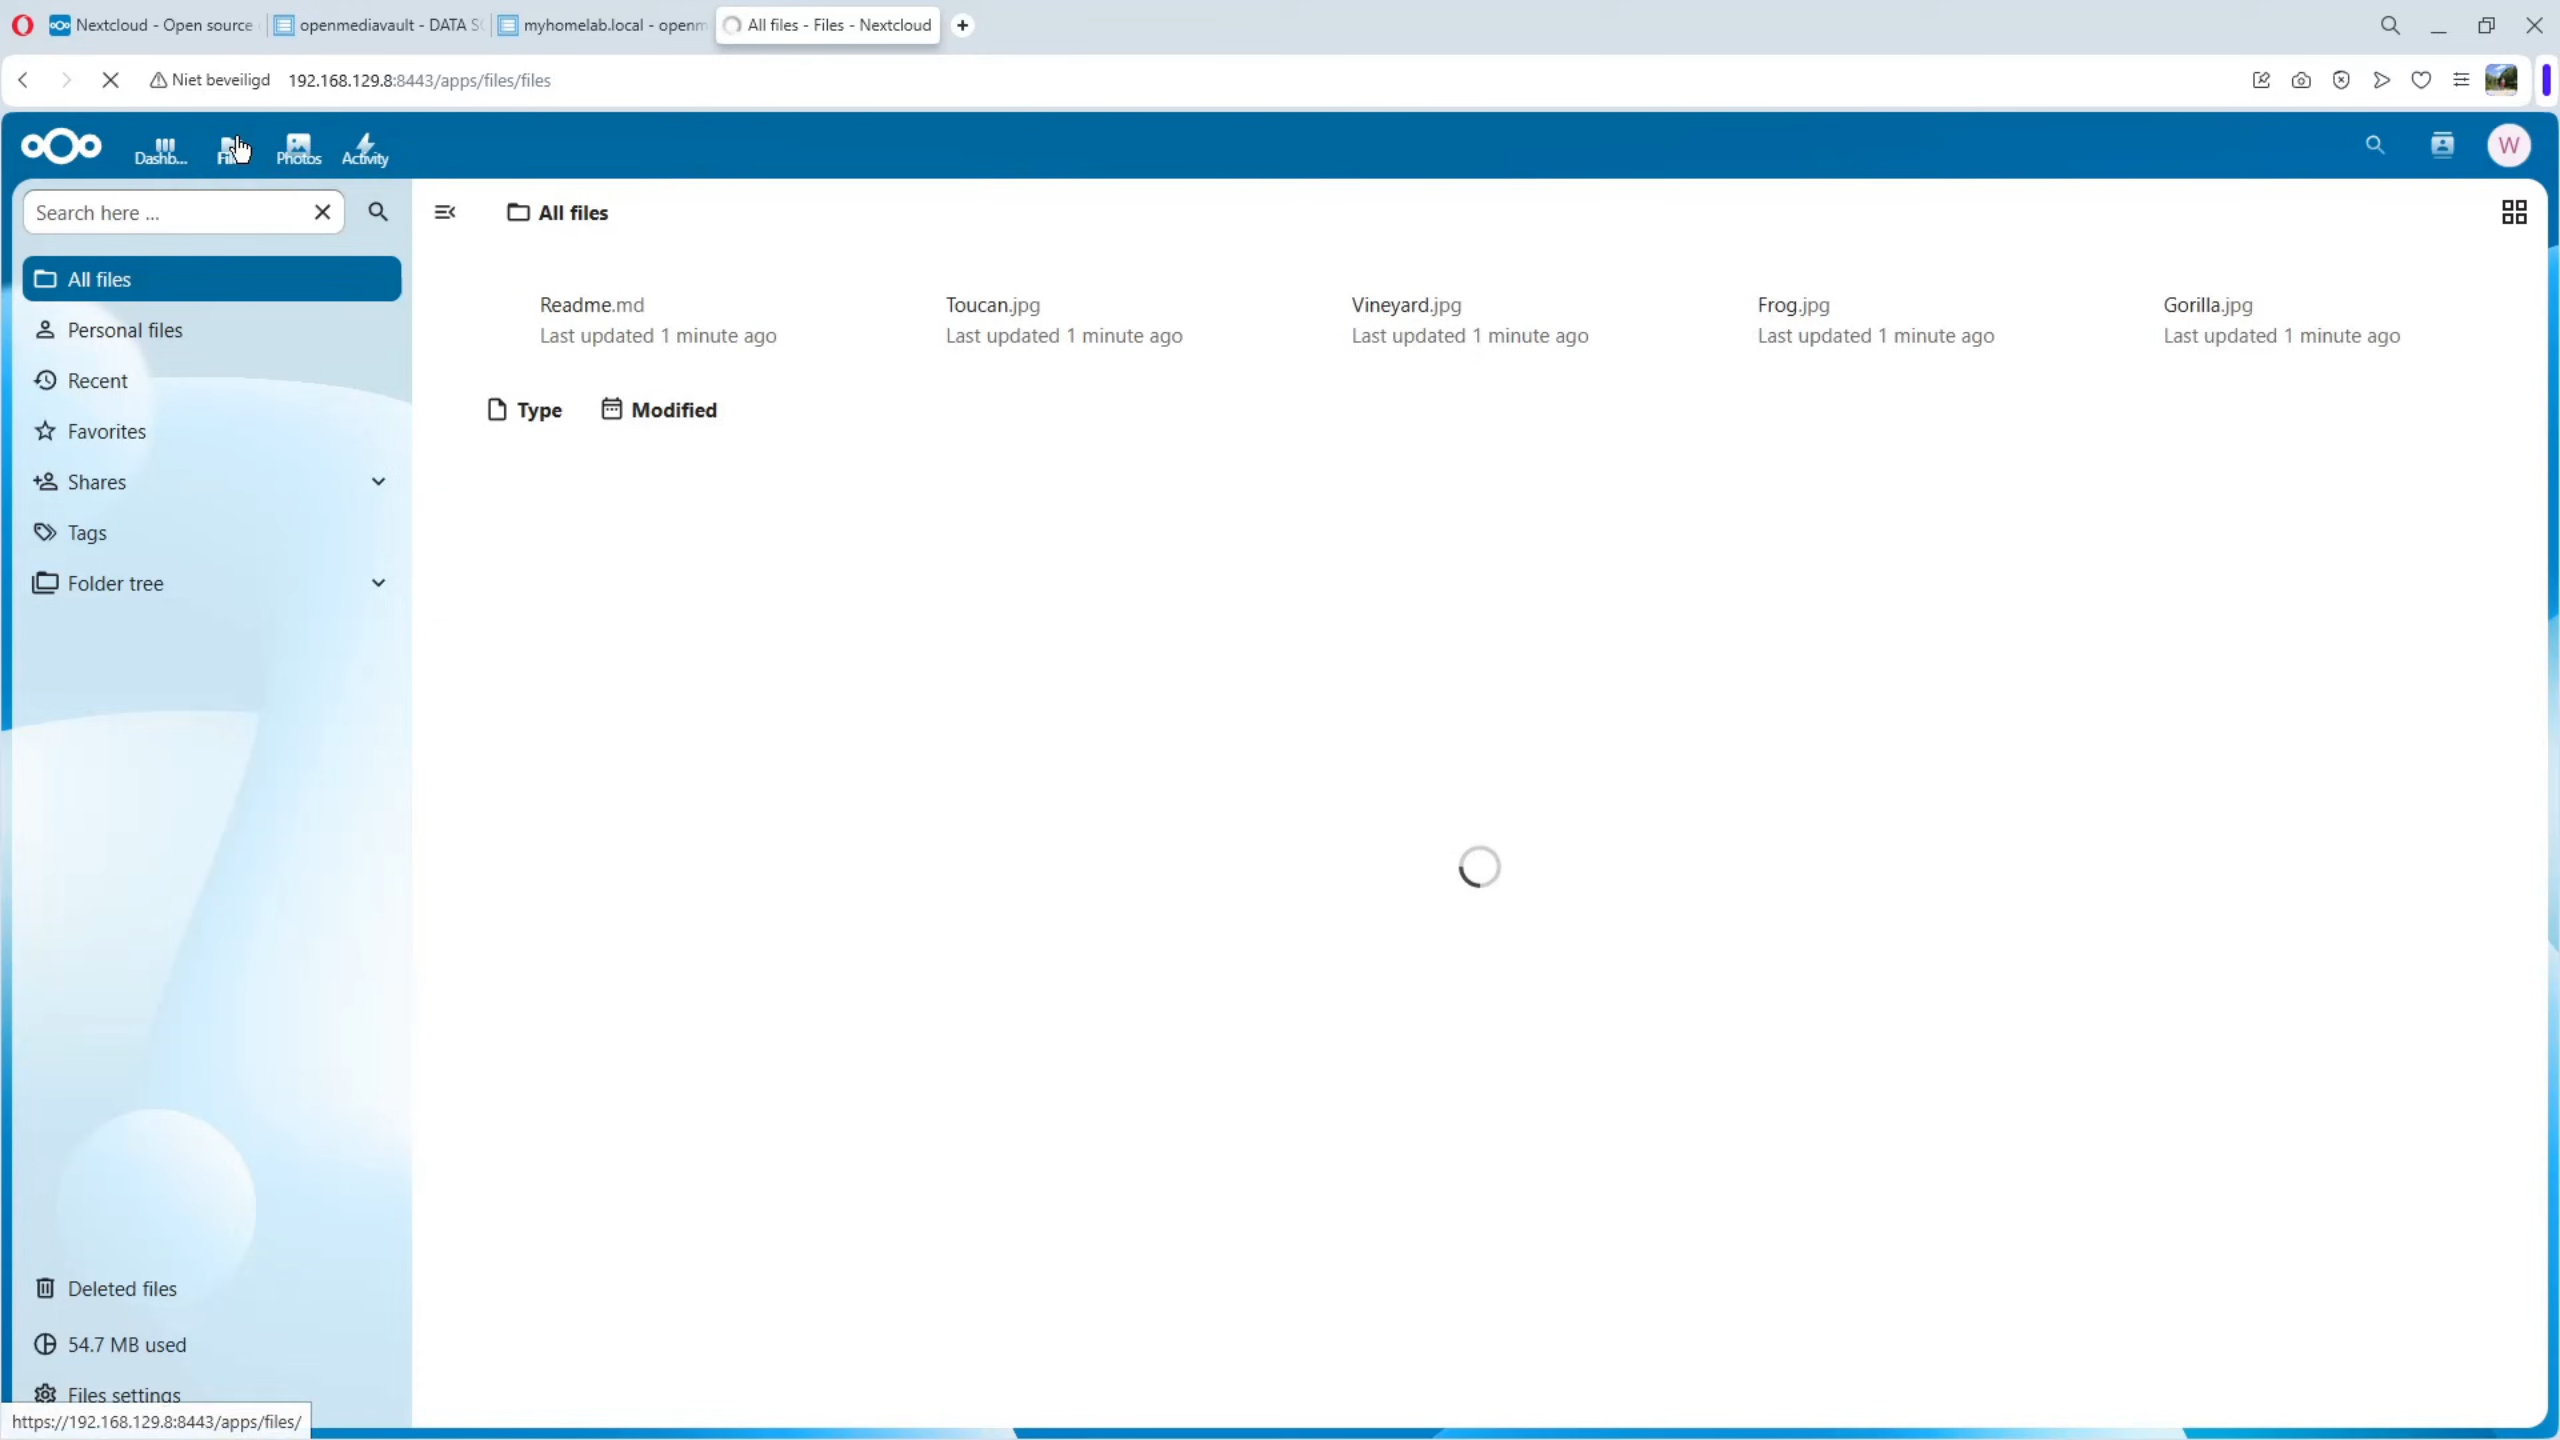 Nextcloud - Open source
openmediavault - DATA S
myhomelab.local - openm
All files - Files - Nextcloud
Niet beveiligd
192.168.129.8:8443/apps/files/files
Dashb...
Photos
Activity
W
Search here ...
All files
Personal files
Recent
Favorites
Shares
Tags
Folder tree
Deleted files
54.7 MB used
Files settings
https://192.168.129.8:8443/apps/files/
All files
Readme.md
Last updated 1 minute ago
Toucan.jpg
Last updated 1 minute ago
Vineyard.jpg
Last updated 1 minute ago
Frog.jpg
Last updated 1 minute ago
Gorilla.jpg
Last updated 1 minute ago
Type
Modified